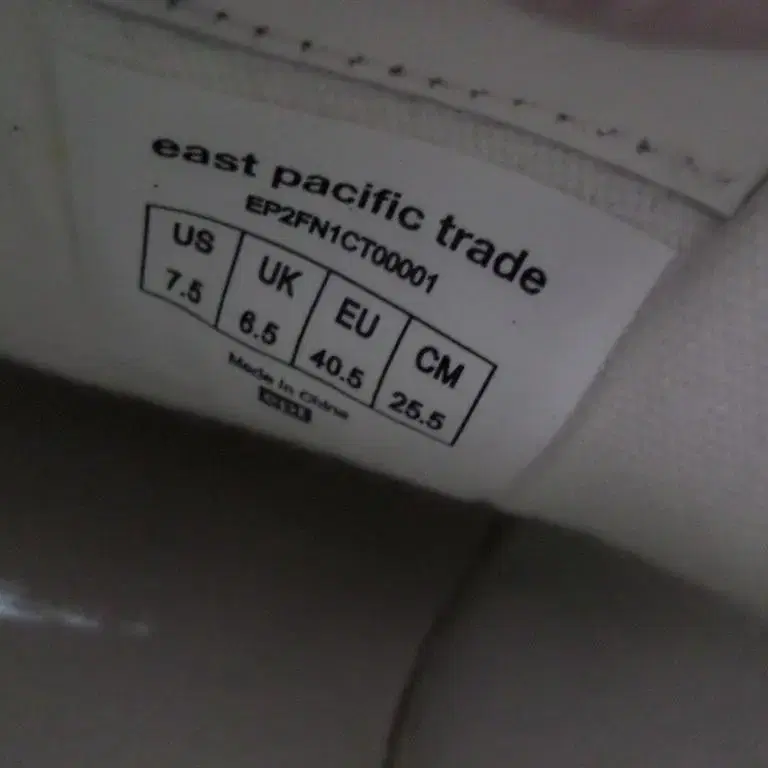 east pacific trade
EP2FN1CT00001
US UK EU CM
7.5 6.5 40.5 25.5
Made in China